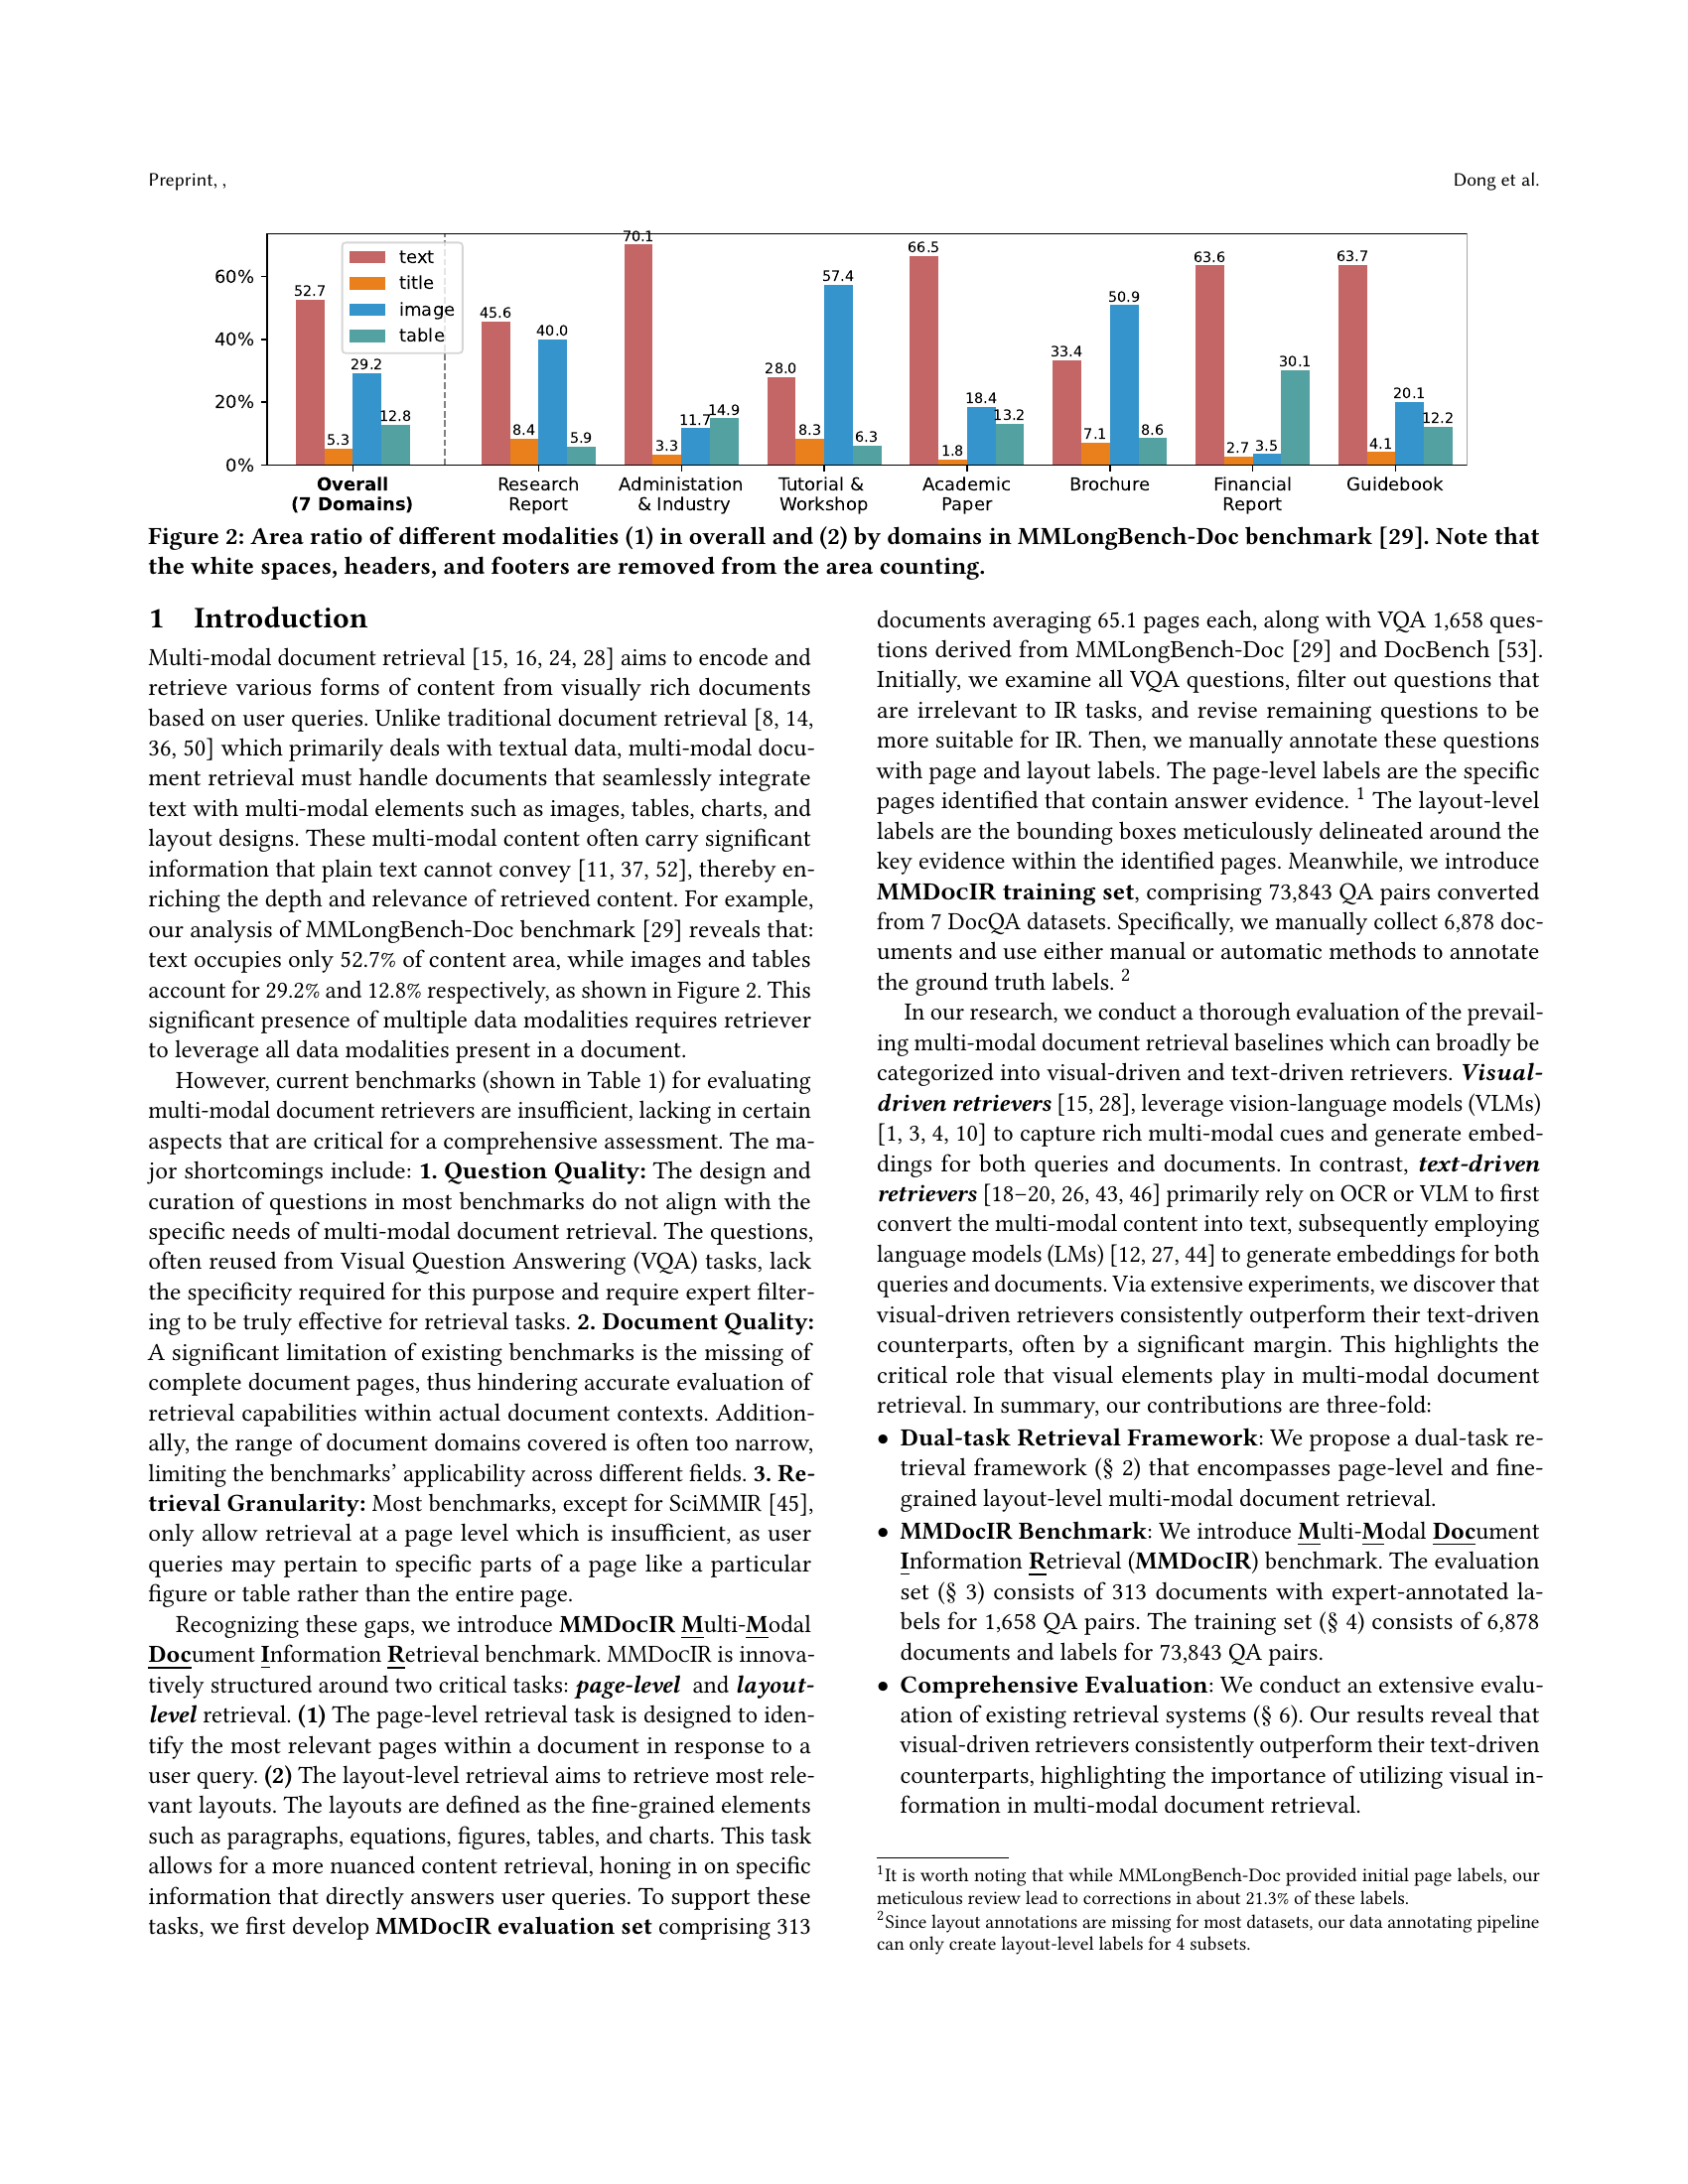 Preprint, ,
Dong et al.
70.1
66.5
63.6
63.7
text
title
image
table
60%
40%
20%
0%
52.7
5.3
29.2
12.8
45.6
8.4
40.0
5.9
3.3
11.7
14.9
28.0
8.3
57.4
6.3
1.8
18.4
13.2
33.4
7.1
50.9
8.6
2.7
3.5
30.1
4.1
20.1
12.2
Overall
(7 Domains)
Research
Report
Administation
& Industry
Tutorial &
Workshop
Academic
Paper
Brochure
Financial
Report
Guidebook
Figure 2: Area ratio of different modalities (1) in overall and (2) by domains in MMLongBench-Doc benchmark [29]. Note that
the white spaces, headers, and footers are removed from the area counting.
1 Introduction
Multi-modal document retrieval [15, 16, 24, 28] aims to encode and
retrieve various forms of content from visually rich documents
based on user queries. Unlike traditional document retrieval [8, 14,
36, 50] which primarily deals with textual data, multi-modal docu-
ment retrieval must handle documents that seamlessly integrate
text with multi-modal elements such as images, tables, charts, and
layout designs. These multi-modal content often carry significant
information that plain text cannot convey [11, 37, 52], thereby en-
riching the depth and relevance of retrieved content. For example,
our analysis of MMLongBench-Doc benchmark [29] reveals that:
text occupies only 52.7% of content area, while images and tables
account for 29.2% and 12.8% respectively, as shown in Figure 2. This
significant presence of multiple data modalities requires retriever
to leverage all data modalities present in a document.
However, current benchmarks (shown in Table 1) for evaluating
multi-modal document retrievers are insufficient, lacking in certain
aspects that are critical for a comprehensive assessment. The ma-
jor shortcomings include: 1. Question Quality: The design and
curation of questions in most benchmarks do not align with the
specific needs of multi-modal document retrieval. The questions,
often reused from Visual Question Answering (VQA) tasks, lack
the specificity required for this purpose and require expert filter-
ing to be truly effective for retrieval tasks. 2. Document Quality:
A significant limitation of existing benchmarks is the missing of
complete document pages, thus hindering accurate evaluation of
retrieval capabilities within actual document contexts. Addition-
ally, the range of document domains covered is often too narrow,
limiting the benchmarks' applicability across different fields. 3. Re-
trieval Granularity: Most benchmarks, except for SciMMIR [45],
only allow retrieval at a page level which is insufficient, as user
queries may pertain to specific parts of a page like a particular
figure or table rather than the entire page.
Recognizing these gaps, we introduce MMDocIR Multi-Modal
Document Information Retrieval benchmark. MMDocIR is innova-
tively structured around two critical tasks: page-level and layout-
level retrieval. (1) The page-level retrieval task is designed to iden-
tify the most relevant pages within a document in response to a
user query. (2) The layout-level retrieval aims to retrieve most rele-
vant layouts. The layouts are defined as the fine-grained elements
such as paragraphs, equations, figures, tables, and charts. This task
allows for a more nuanced content retrieval, honing in on specific
information that directly answers user queries. To support these
tasks, we first develop MMDocIR evaluation set comprising 313
documents averaging 65.1 pages each, along with VQA 1,658 ques-
tions derived from MMLongBench-Doc [29] and DocBench [53].
Initially, we examine all VQA questions, filter out questions that
are irrelevant to IR tasks, and revise remaining questions to be
more suitable for IR. Then, we manually annotate these questions
with page and layout labels. The page-level labels are the specific
pages identified that contain answer evidence. 1 The layout-level
labels are the bounding boxes meticulously delineated around the
key evidence within the identified pages. Meanwhile, we introduce
MMDocIR training set, comprising 73,843 QA pairs converted
from 7 DocQA datasets. Specifically, we manually collect 6,878 doc-
uments and use either manual or automatic methods to annotate
the ground truth labels. 2
In our research, we conduct a thorough evaluation of the prevail-
ing multi-modal document retrieval baselines which can broadly be
categorized into visual-driven and text-driven retrievers. Visual-
driven retrievers [15, 28], leverage vision-language models (VLMs)
[1, 3, 4, 10] to capture rich multi-modal cues and generate embed-
dings for both queries and documents. In contrast, text-driven
retrievers [18–20, 26, 43, 46] primarily rely on OCR or VLM to first
convert the multi-modal content into text, subsequently employing
language models (LMs) [12, 27, 44] to generate embeddings for both
queries and documents. Via extensive experiments, we discover that
visual-driven retrievers consistently outperform their text-driven
counterparts, often by a significant margin. This highlights the
critical role that visual elements play in multi-modal document
retrieval. In summary, our contributions are three-fold:
• Dual-task Retrieval Framework: We propose a dual-task re-
trieval framework (§ 2) that encompasses page-level and fine-
grained layout-level multi-modal document retrieval.
• MMDocIR Benchmark: We introduce Multi-Modal Document
Information Retrieval (MMDocIR) benchmark. The evaluation
set (§ 3) consists of 313 documents with expert-annotated la-
bels for 1,658 QA pairs. The training set (§ 4) consists of 6,878
documents and labels for 73,843 QA pairs.
• Comprehensive Evaluation: We conduct an extensive evalu-
ation of existing retrieval systems (§ 6). Our results reveal that
visual-driven retrievers consistently outperform their text-driven
counterparts, highlighting the importance of utilizing visual in-
formation in multi-modal document retrieval.
1It is worth noting that while MMLongBench-Doc provided initial page labels, our
meticulous review lead to corrections in about 21.3% of these labels.
2Since layout annotations are missing for most datasets, our data annotating pipeline
can only create layout-level labels for 4 subsets.